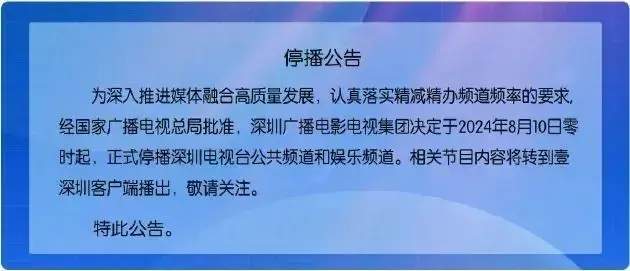 停播公告
为深入推进媒体融合高质量发展，认真落实精减精办频道频率的要求，
经国家广播电视总局批准，深圳广播电影电视集团决定于2024年8月10日零
时起，正式停播深圳电视台公共频道和娱乐频道。相关节目内容将转到壹
深圳客户端播出，敬请关注。
特此公告。